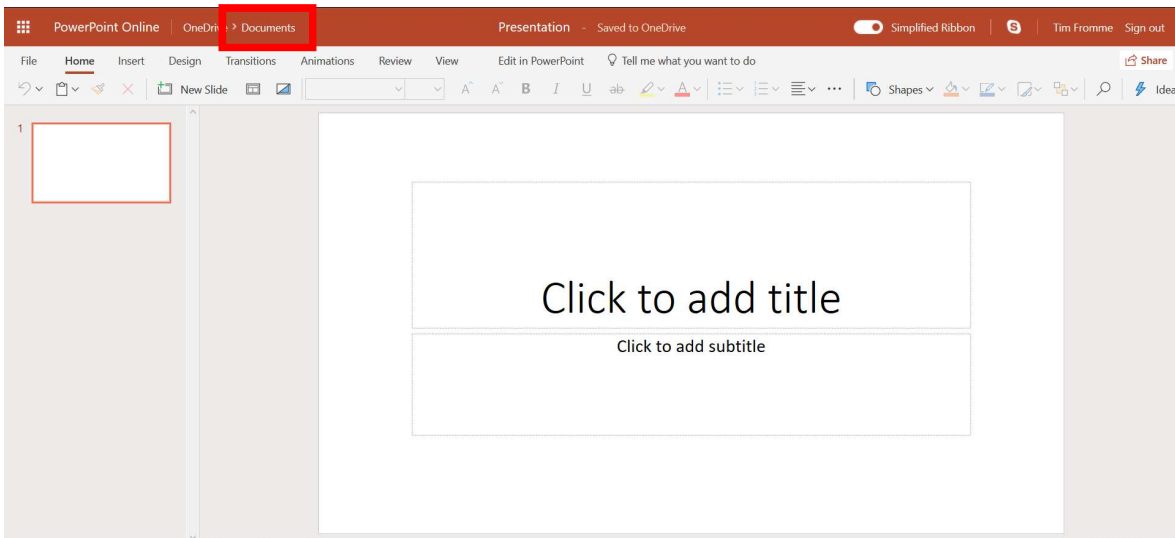 PowerPoint Online OneDrive > Documents Presentation - Saved to OneDrive Simplified Ribbon Tim Fromme Sign out
File Home Insert Design Transitions Animations Review View Edit in PowerPoint Tell me what you want to do Share
New Slide A A B I U ab A Shapes Idea
1
Click to add title
Click to add subtitle